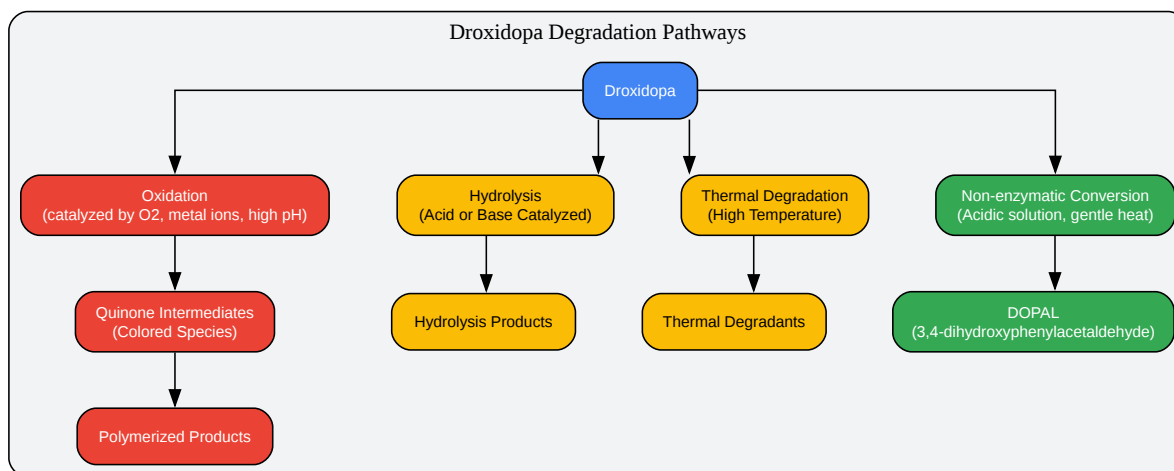 Droxidopa Degradation Pathways
Droxidopa
Oxidation
(catalyzed by O2, metal ions, high pH)
Hydrolysis
(Acid or Base Catalyzed)
Thermal Degradation
(High Temperature)
Non-enzymatic Conversion
(Acidic solution, gentle heat)
Quinone Intermediates
(Colored Species)
Hydrolysis Products
Thermal Degradants
DOPAL
(3,4-dihydroxyphenylacetaldehyde)
Polymerized Products